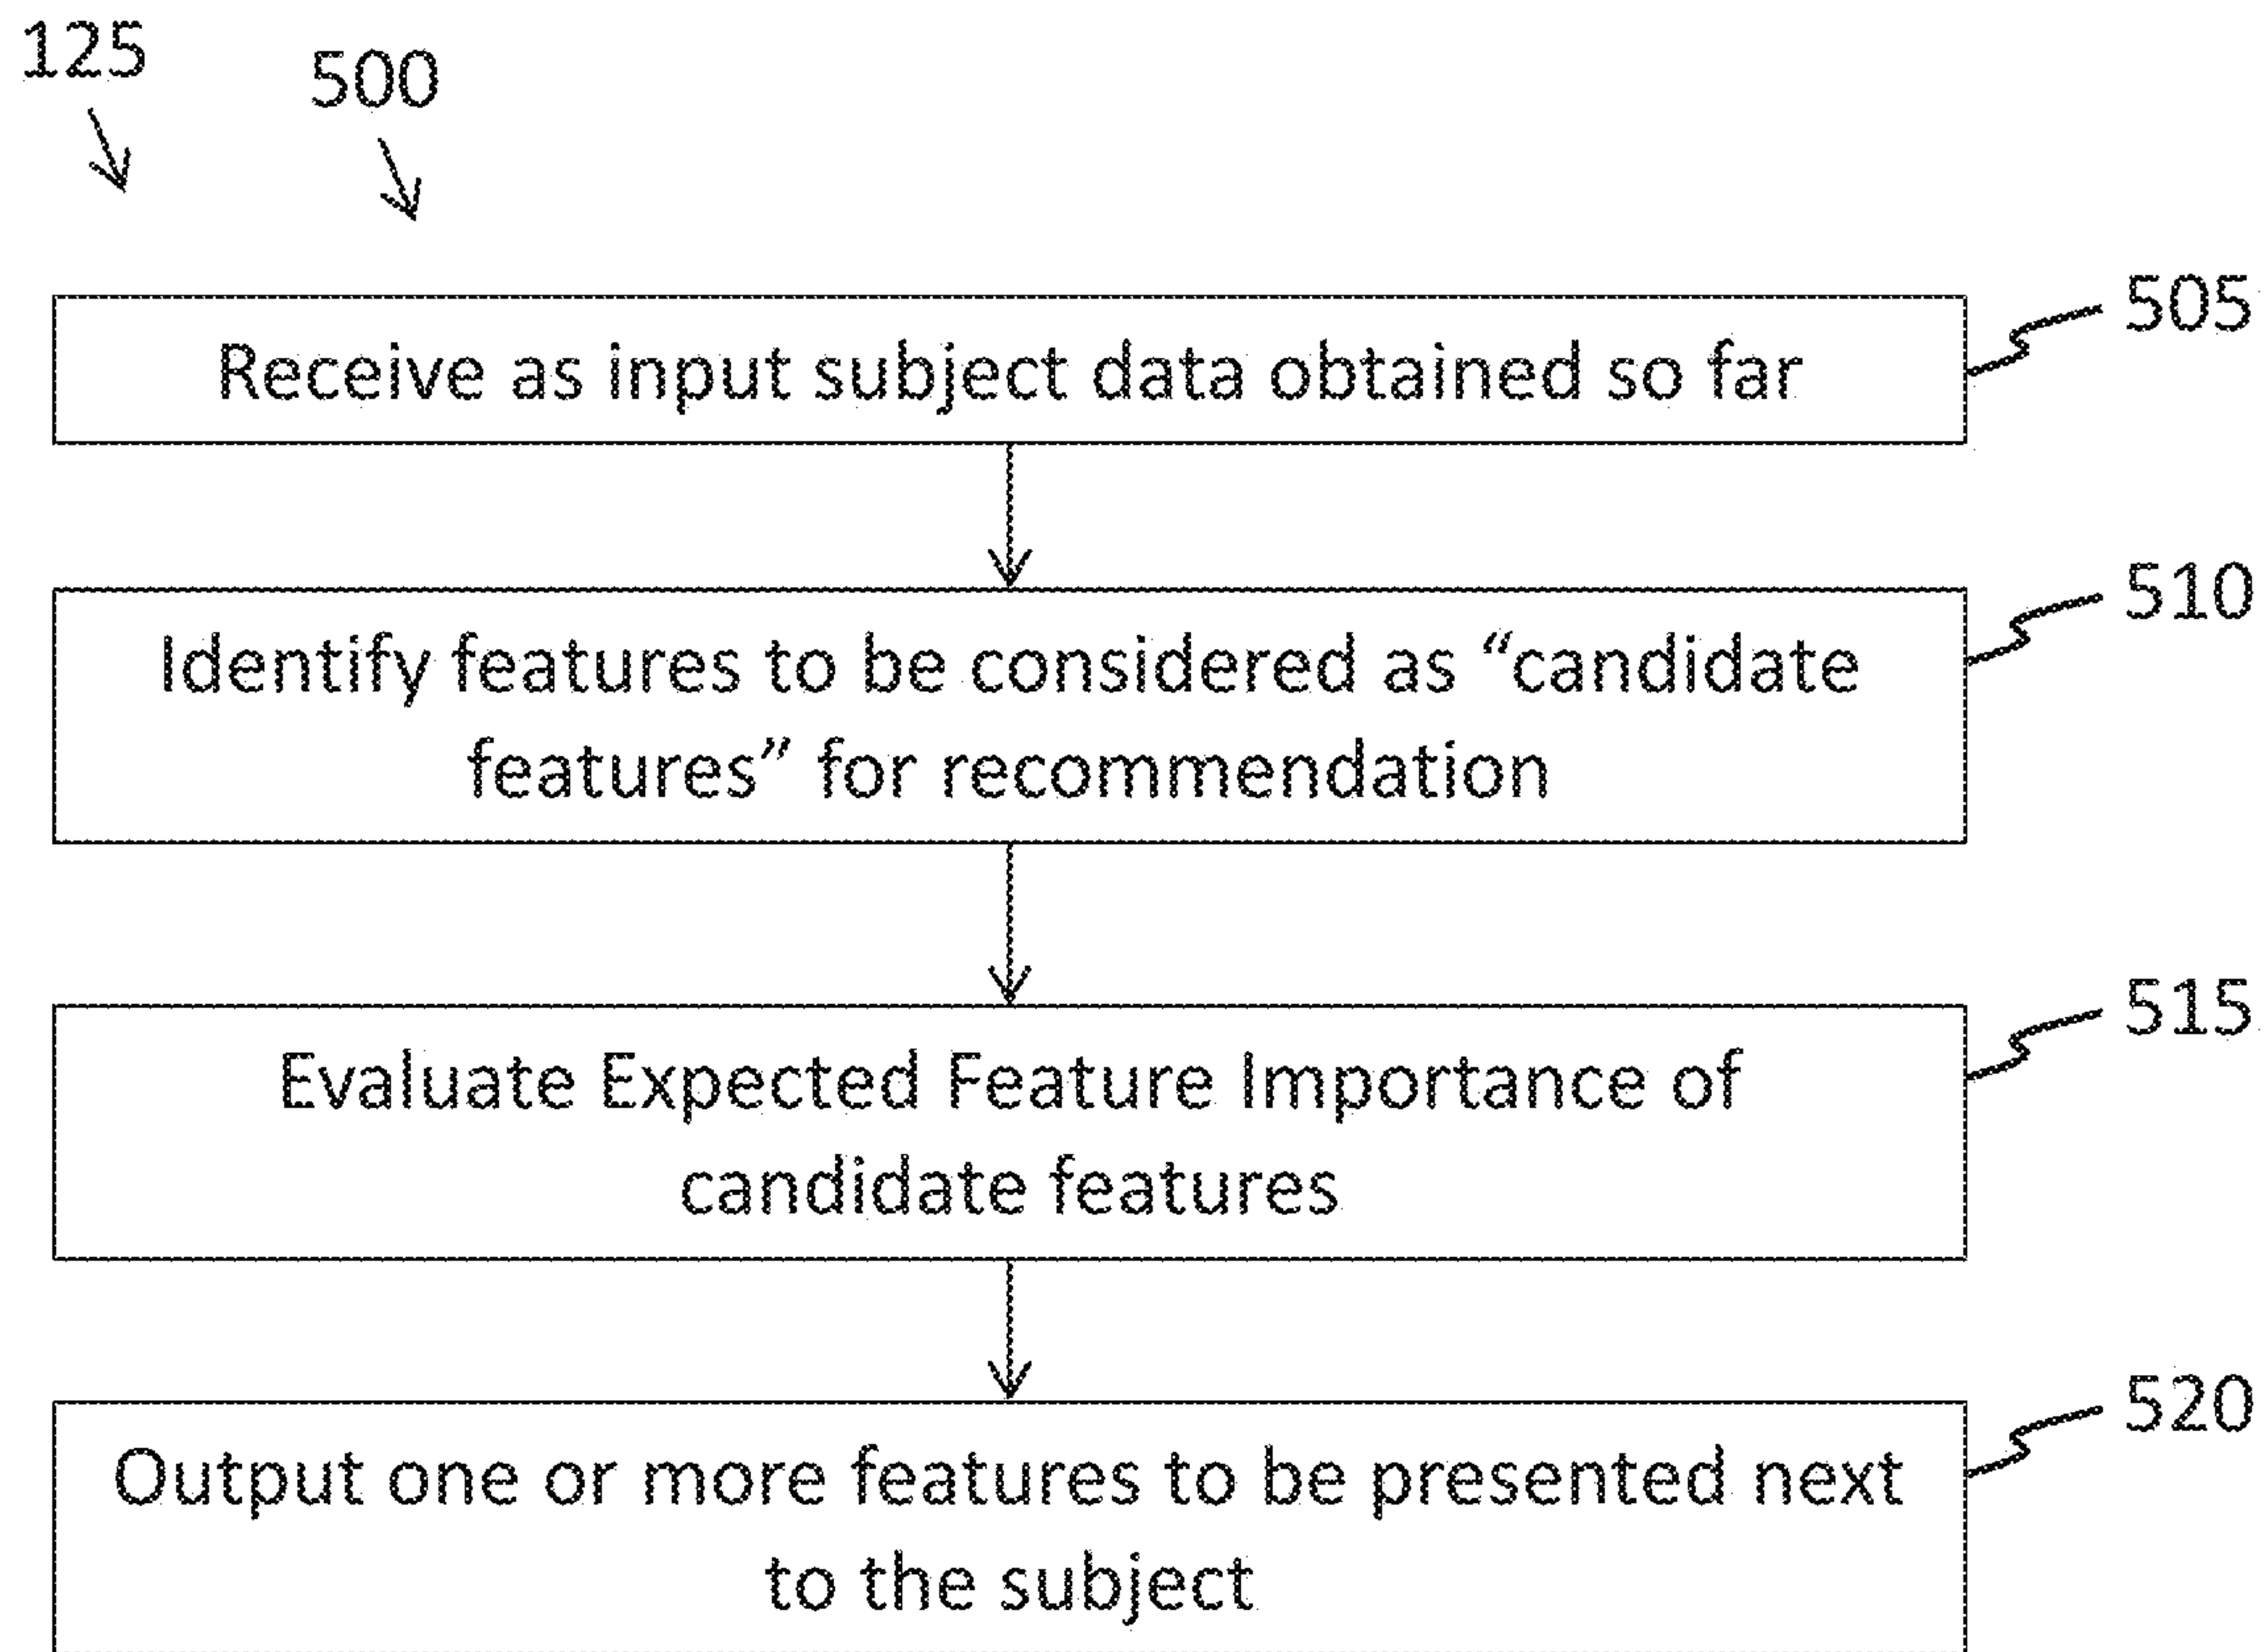 125
500
505
Receive as input subject data obtained so far
510
Identify features to be considered as “candidate
features” for recommendation
515
Evaluate Expected Feature Importance of
candidate features
520
Output one or more features to be presented next
to the subject